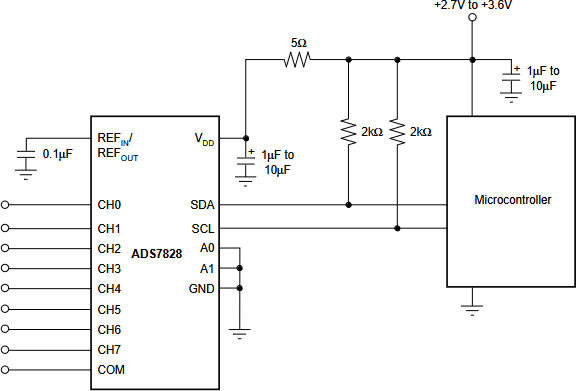 +2.7V to +3.6V
5Ω
+ 1µF to
10µF
REFIN/
REFOUT
VDD
0.1µF
+ 1µF to
10µF
2kΩ
2kΩ
Microcontroller
CH0
SDA
CH1
SCL
CH2
A0
ADS7828
CH3
A1
CH4
GND
CH5
CH6
CH7
COM